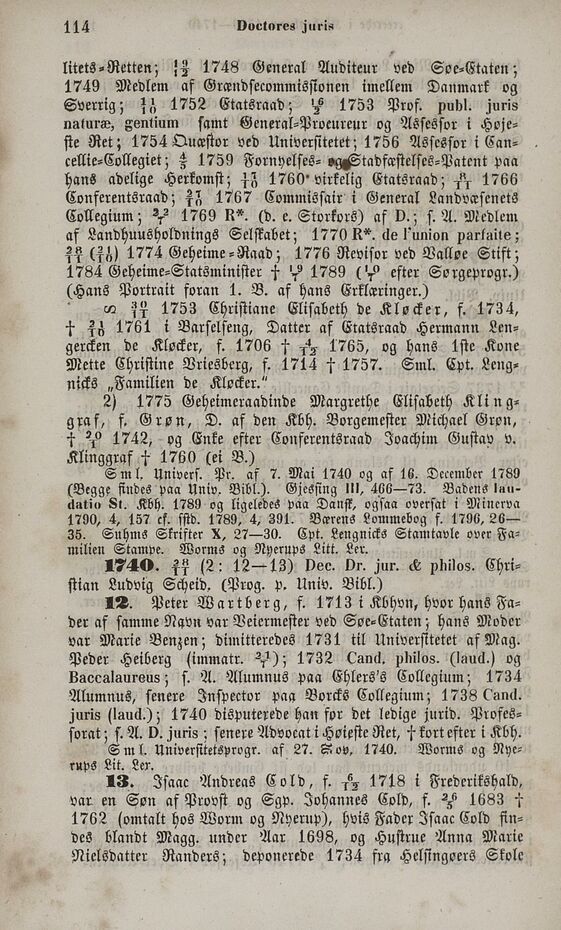 114 Doctores juris
litets-Retten; 1748 General Auditeur ved Søe-Etaten;
1749 Medlem af Grændsecommissionen imellem Danmark og
Sverrig; 1752 Etatsraad; 1753 Prof. publ. juris
naturæ, gentium samt General-Procureur og Assessor i Høje-
ste Ret; 1754 Quæstor ved Universitetet; 1756 Assessor i Can-
cellie-Collegiet; 1759 Fornyelses- og Stadfæstelses-Patent paa
hans adelige Herkomst; 1760 virkelig Etatsraad; 1766
Conferentsraad; 1767 Commissair i General Landvæsenets
Collegium; 1769 R*. (d. e. Storkors) af D.; s. A. Medlem
af Landhuusholdnings Selskabet; 1770 R*. de l'union parfaite;
1774 Geheime-Raad; 1776 Revisor ved Valløe Stift;
1784 Geheime-Statsminister † 1789 ( efter Sørgeprogr.)
(Hans Portrait foran 1. B. af hans Erklæringer.)
∞ 30/11 1753 Christiane Elisabeth de Kløcker, f. 1734,
† 1761 i Barselseng, Datter af Etatsraad Hermann Len-
gercken de Kløcker, f. 1706 † 4/12 1765, og hans 1ste Kone
Mette Christine Vriesberg, f. 1714 † 1757. Sml. Cpt. Leng-
nicks „Familien de Kløcker."
2) 1775 Geheimeraadinde Margrethe Elisabeth Kling-
graf, f. Grøn, D. af den Kbh. Borgemester Michael Grøn,
† 1742, og Enke efter Conferentsraad Joachim Gustav v.
Klinggraf † 1760 (ei B.)
Sml. Univers. Pr. af 7. Mai 1740 og af 16. December 1789
(Begge findes paa Univ. Bibl.). Gjessing III, 466—73. Badens lau-
datio St. Kbh. 1789 og ligeledes paa Dansk, ogsaa oversat i Minerva
1790, 4, 157 cf. sstd. 1789, 4, 391. Bærens Lommebog f. 1796, 26—
35. Suhms Skrifter X, 27—30. Cpt. Lengnicks Stamtavle over Fa-
milien Stampe. Worms og Nyerups Litt. Lex.
1740. 28/11 (2: 12—13) Dec. Dr. jur. & philos. Chri-
stian Ludvig Scheid. (Prog. p. Univ. Bibl.)
12. Peter Wartberg, f. 1713 i Kbhvn, hvor hans Fa-
der af samme Navn var Veiermester ved Søe-Etaten; hans Moder
var Marie Benzen; dimitteredes 1731 til Universitetet af Mag.
Peder Heiberg (immatr. ); 1732 Cand. philos. (laud.) og
Baccalaureus; s. A. Alumnus paa Ehlers's Collegium; 1734
Alumnus, senere Inspector paa Borcks Collegium; 1738 Cand.
juris (laud.); 1740 disputerede han før det ledige jurid. Profes-
sorat; s. A. D. juris; senere Advocat i Høieste Ret, † kort efter i Kbh.
Sml. Universitetsprogr. af 27. Nov. 1740. Worms og Nye-
rups Lit. Lex.
13. Isaac Andreas Cold, f. 6/12 1718 i Frederikshald,
var en Søn af Provst og Sgp. Johannes Cold, f. 1683 †
1762 (omtalt hos Worm og Nyerup), hvis Fader Isaac Cold fin-
des blandt Magg. under Aar 1698, og Hustrue Anna Marie
Nielsdatter Randers; deponerede 1734 fra Helsingøers Skole